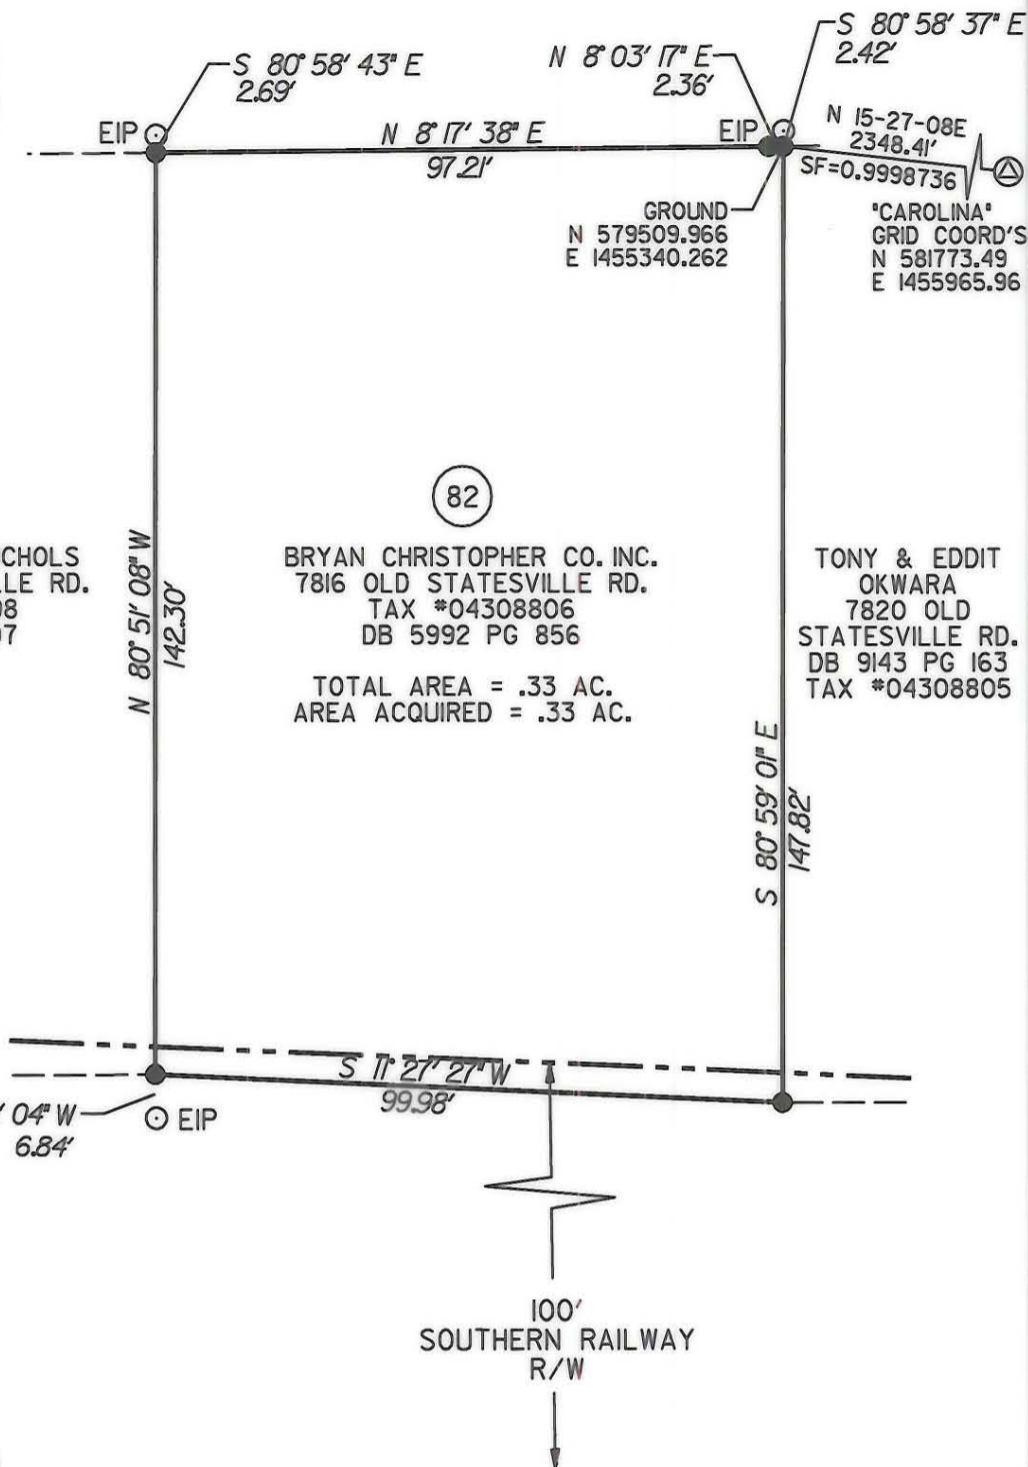 S 80° 58' 43" E
2.69'
N 8° 03' 17" E
2.36'
S 80° 58' 37" E
2.42'
EIP
N 8° 17' 38" E
97.21'
EIP
N 15-27-08E
2348.41'
SF=0.9998736
GROUND
N 579509.966
E 1455340.262
"CAROLINA"
GRID COORD'S
N 581773.49
E 1455965.96
82
BRYAN CHRISTOPHER CO. INC.
7816 OLD STATESVILLE RD.
TAX #04308806
DB 5992 PG 856
TOTAL AREA = .33 AC.
AREA ACQUIRED = .33 AC.
CHOLS
LE RD.
N 80° 51' 08" W
142.30'
TONY & EDDIT
OKWARA
7820 OLD
STATESVILLE RD.
DB 9143 PG 163
TAX #04308805
S 80° 59' 01" E
147.82'
S 11° 27' 27" W
99.98'
' 04" W
6.84'
EIP
100'
SOUTHERN RAILWAY
R/W